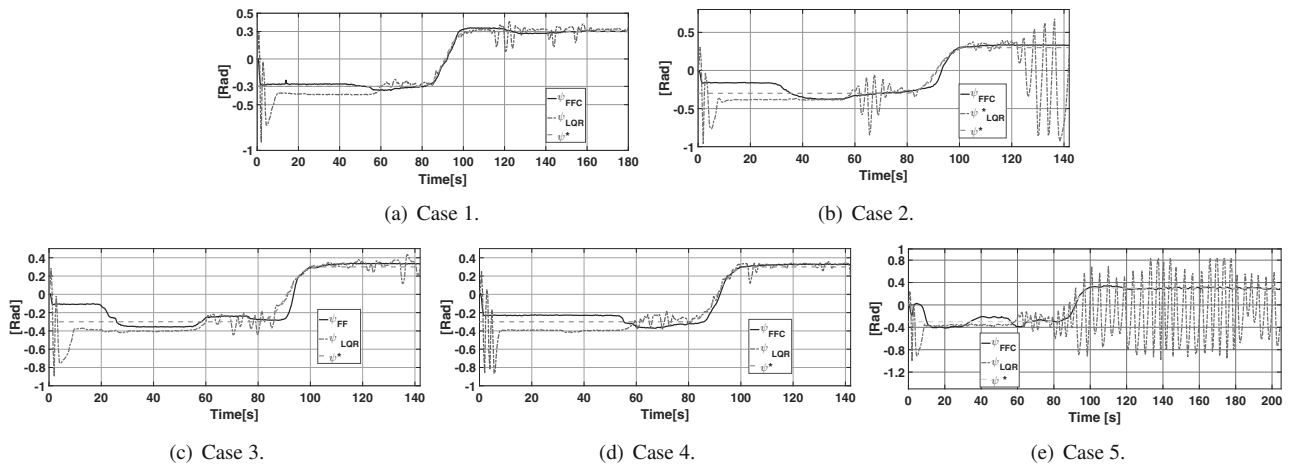 0.5
0.3
0
-0.3
-0.5
-1
[Rad]
0 20 40 60 80 100 120 140 160 180
Time[s]
ψFFC
ψLQR
ψ*
(a) Case 1.
0.5
0
-0.5
-1
[Rad]
0 20 40 60 80 100 120 140
Time[s]
ψFFC
ψ*LQR
ψ*
(b) Case 2.
0.4
0.2
0
-0.2
-0.4
-0.6
-0.8
-1
[Rad]
0 20 40 60 80 100 120 140
Time[s]
ψFF
ψLQR
ψ*
(c) Case 3.
0.4
0.2
0
-0.2
-0.4
-0.6
-0.8
-1
[Rad]
0 20 40 60 80 100 120 140
Time[s]
ψFFC
ψLQR
ψ*
(d) Case 4.
1
0.8
0.4
0
-0.4
-0.8
-1.2
[Rad]
0 20 40 60 80 100 120 140 160 180 200
Time [s]
ψFFC
ψLQR
ψ*
(e) Case 5.